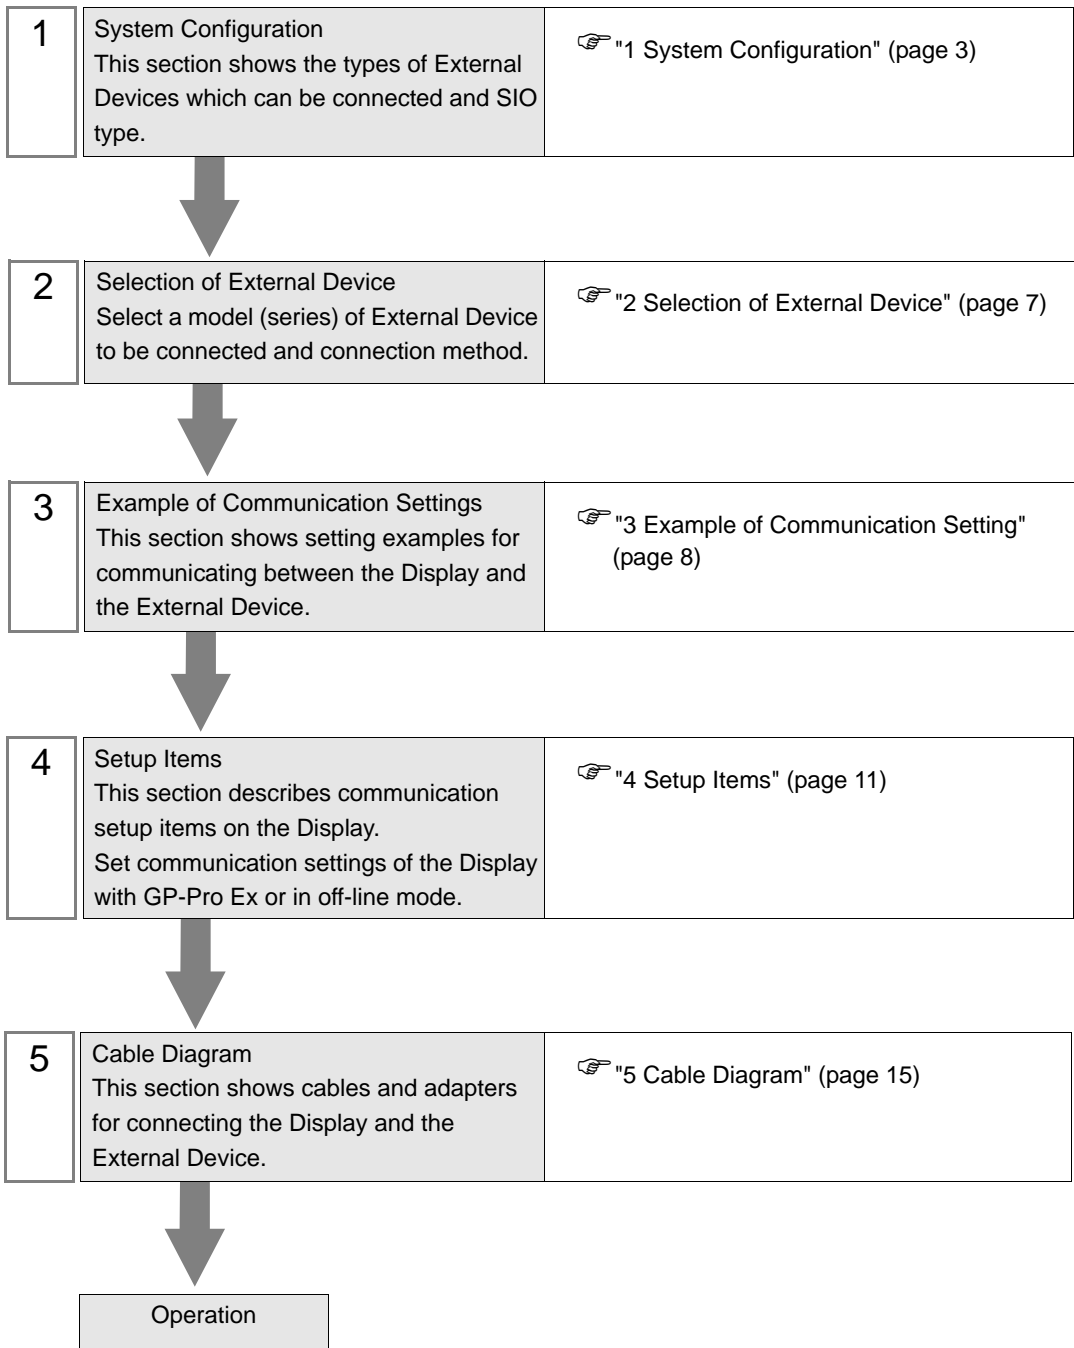 1
System Configuration
This section shows the types of External
Devices which can be connected and SIO
type.
"1 System Configuration" (page 3)
2
Selection of External Device
Select a model (series) of External Device
to be connected and connection method.
"2 Selection of External Device" (page 7)
3
Example of Communication Settings
This section shows setting examples for
communicating between the Display and
the External Device.
"3 Example of Communication Setting"
(page 8)
4
Setup Items
This section describes communication
setup items on the Display.
Set communication settings of the Display
with GP-Pro Ex or in off-line mode.
"4 Setup Items" (page 11)
5
Cable Diagram
This section shows cables and adapters
for connecting the Display and the
External Device.
"5 Cable Diagram" (page 15)
Operation